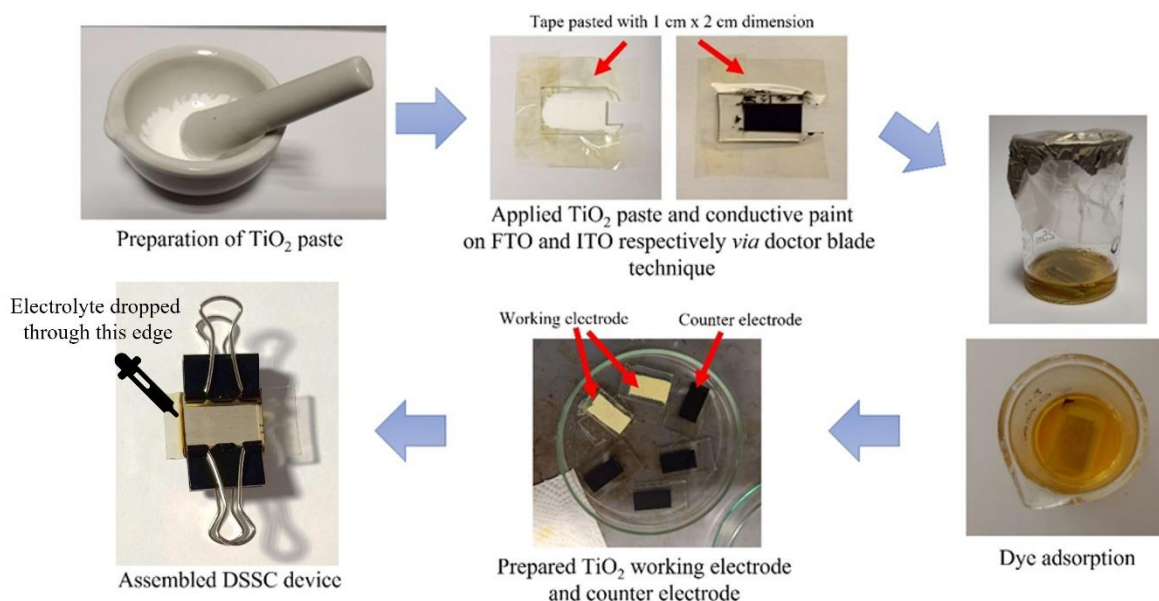 Tape pasted with 1 cm x 2 cm dimension
Preparation of TiO₂ paste
Applied TiO₂ paste and conductive paint
on FTO and ITO respectively via doctor blade
technique
Dye adsorption
Working electrode
Counter electrode
Prepared TiO₂ working electrode
and counter electrode
Electrolyte dropped
through this edge
Assembled DSSC device